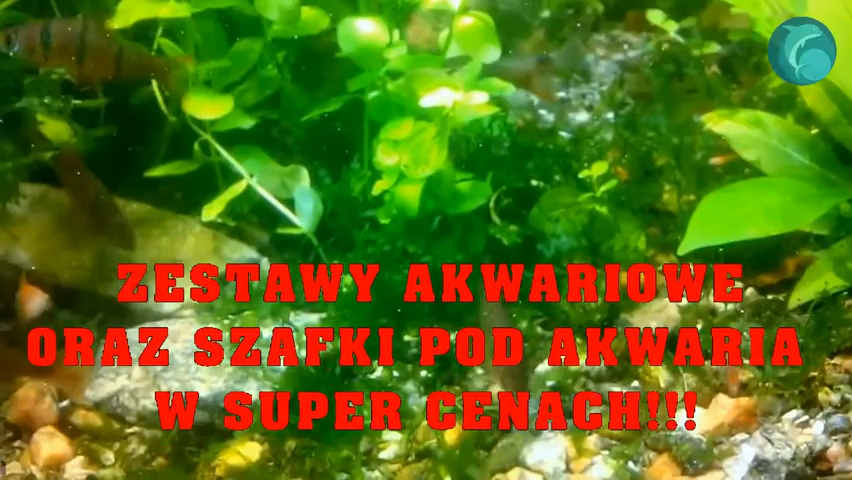 ZESTAWY AKWARIOWE
ORAZ SZAFKI POD AKWARIA
W SUPER CENACH!!!